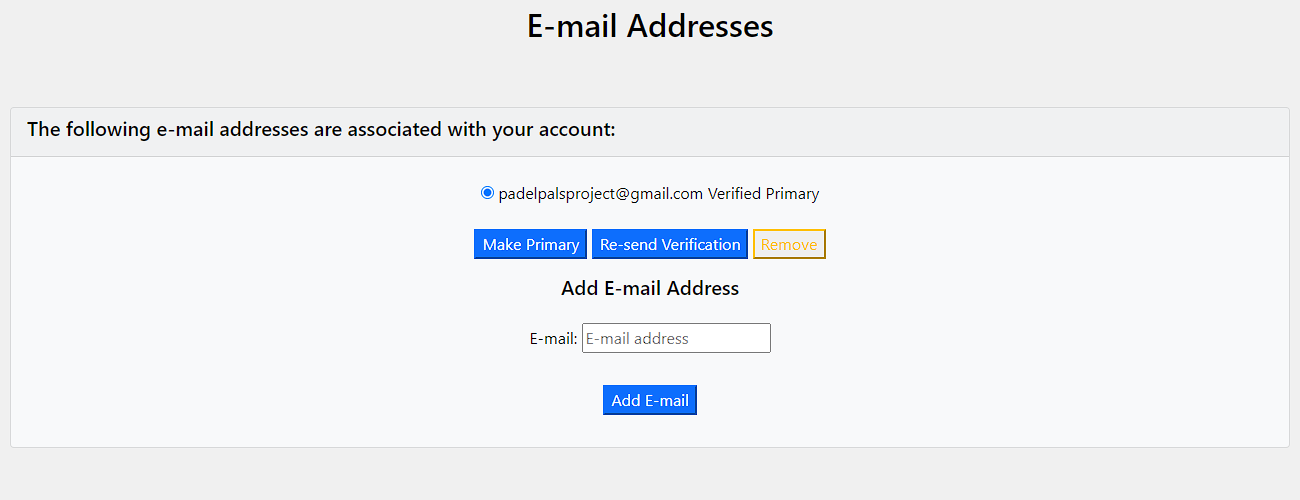 E-mail Addresses
The following e-mail addresses are associated with your account:
padelpalsproject@gmail.com Verified Primary
Make Primary Re-send Verification Remove
Add E-mail Address
E-mail: E-mail address
Add E-mail